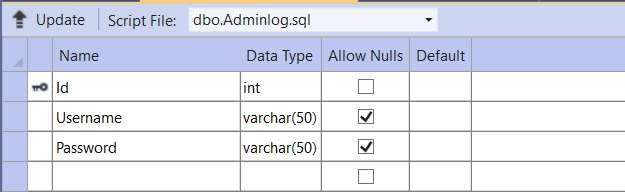 Update Script File: dbo.Adminlog.sql
Name Data Type Allow Nulls Default
Id int
Username varchar(50)
Password varchar(50)